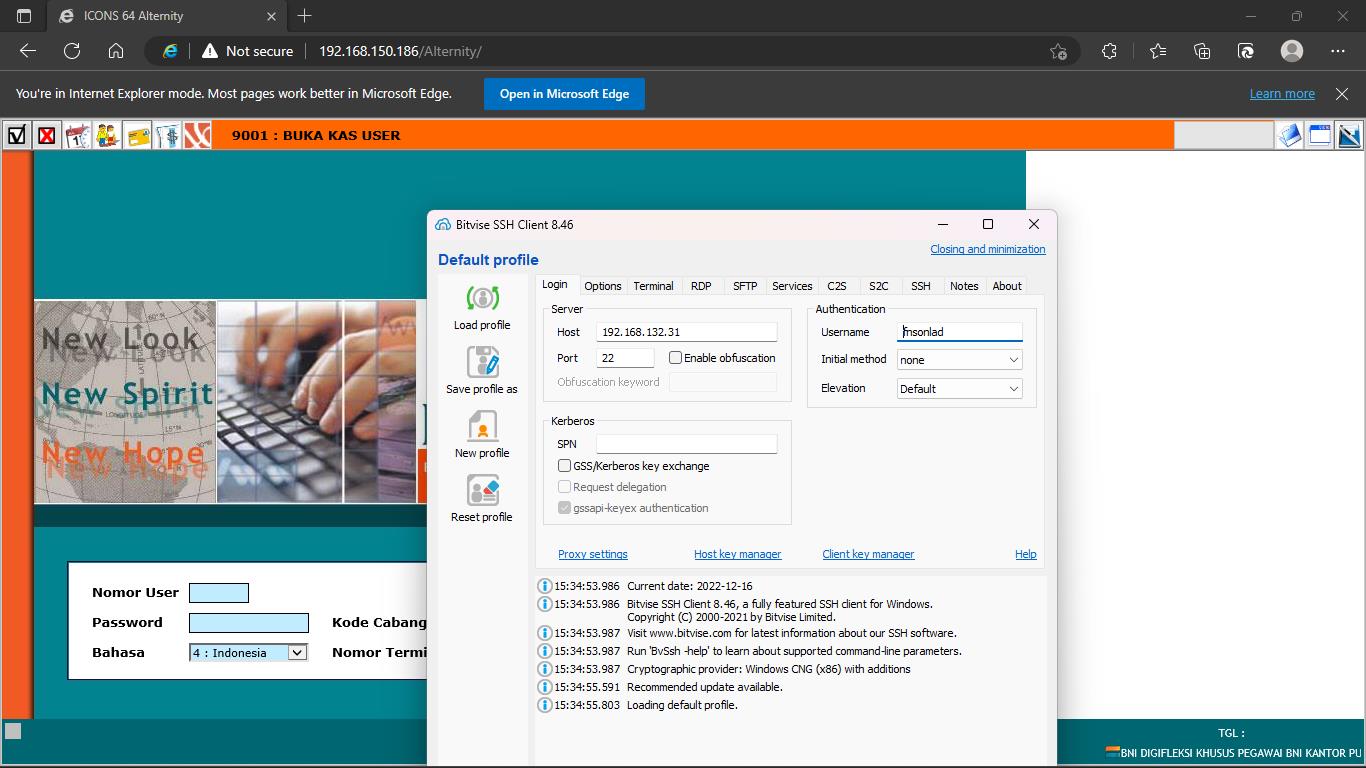 ICONS 64 Alternity
Not secure
192.168.150.186/Alternity/
You're in Internet Explorer mode. Most pages work better in Microsoft Edge.
Open in Microsoft Edge
Learn more
9001 : BUKA KAS USER
Bitvise SSH Client 8.46
Closing and minimization
Default profile
Load profile
Save profile as
New profile
Reset profile
Login Options Terminal RDP SFTP Services C2S S2C SSH Notes About
Server
Host 192.168.132.31
Port 22 Enable obfuscation
Obfuscation keyword
Authentication
Username
Initial method none
Elevation Default
Kerberos
SPN
GSS/Kerberos key exchange
Request delegation
gssapi-keyex authentication
Proxy settings Host key manager Client key manager Help
15:34:53.986 Current date: 2022-12-16
15:34:53.986 Bitvise SSH Client 8.46, a fully featured SSH client for Windows.
Copyright (C) 2000-2021 by Bitvise Limited.
15:34:53.987 Visit www.bitvise.com for latest information about our SSH software.
15:34:53.987 Run 'BvSsh -help' to learn about supported command-line parameters.
15:34:53.987 Cryptographic provider: Windows CNG (x86) with additions
15:34:55.591 Recommended update available.
15:34:55.803 Loading default profile.
New Look
New Spirit
New Hope
Nomor User
Password
Kode Cabang
Bahasa
4 : Indonesia
Nomor Termi
TGL :
BNI DIGIFLEKSI KHUSUS PEGAWAI BNI KANTOR PU